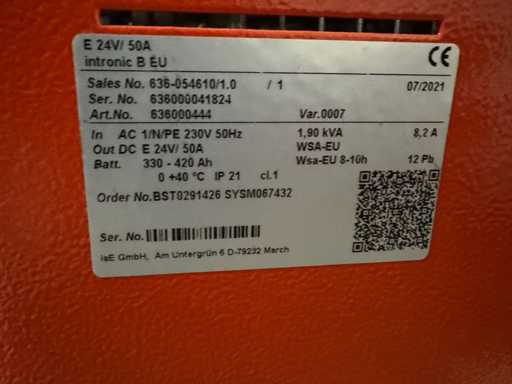 E 24V/ 50A
intronic B EU
CE
Sales No. 636-054610/1.0 / 1 07/2021
Ser. No. 636000041824
Art.No. 636000444 Var.0007
In AC 1/N/PE 230V 50Hz 1,90 kVA 8,2 A
Out DC E 24V/ 50A WSA-EU
Batt. 330 - 420 Ah Wsa-EU 8-10h 12 Pb
0 +40 °C IP 21 cl.1
Order No.BST0291426 SYSM067432
Ser. No.
isE GmbH, Am Untergrün 6 D-79232 March